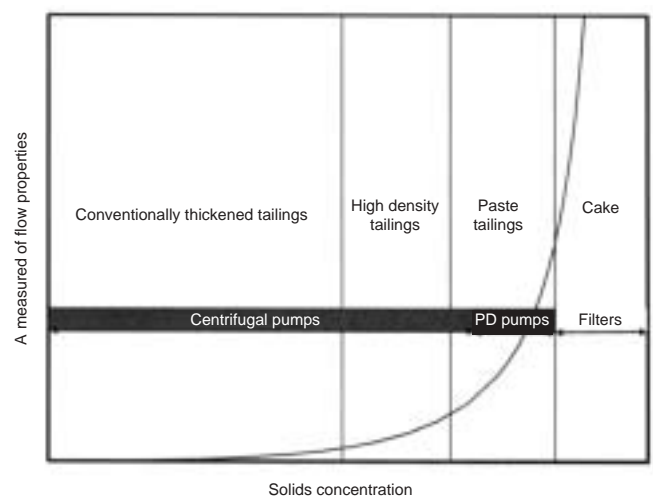 A measured of flow properties
Conventionally thickened tailings
High density
tailings
Paste
tailings
Cake
Centrifugal pumps
PD pumps
Filters
Solids concentration